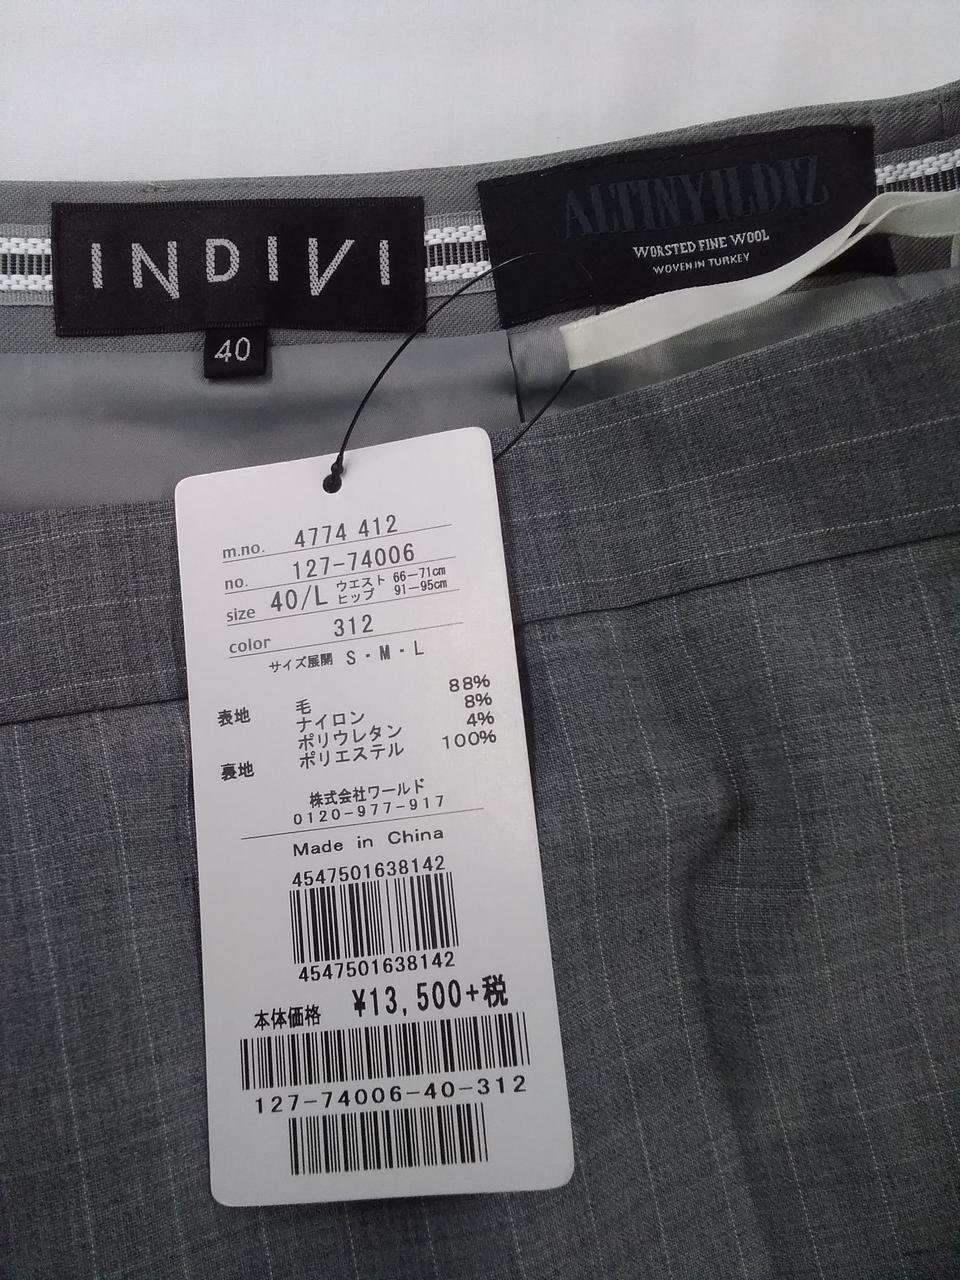 INDIVI
40
ALTINYILDIZ
WORSTED FINE WOOL
WOVEN IN TURKEY
m.no. 4774 412
no. 127-74006
size 40/L ウエスト 66-71cm
ヒップ 91-95cm
color 312
サイズ展開 S・M・L
表地 毛 88%
ナイロン 8%
ポリウレタン 4%
裏地 ポリエステル 100%
株式会社ワールド
0120-977-917
Made in China
4547501638142
4547501638142
本体価格 ¥13,500+税
127-74006-40-312